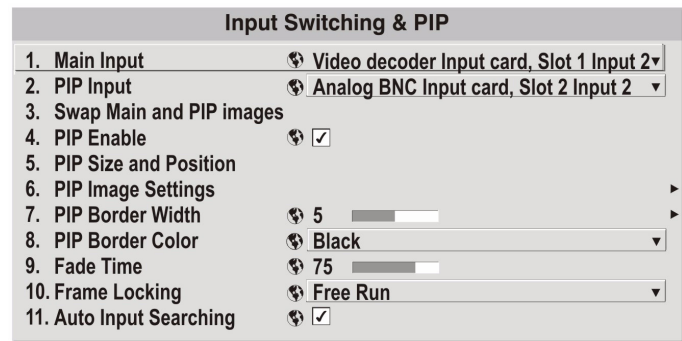 Input Switching & PIP
1. Main Input Video decoder Input card, Slot 1 Input 2
2. PIP Input Analog BNC Input card, Slot 2 Input 2
3. Swap Main and PIP images
4. PIP Enable
5. PIP Size and Position
6. PIP Image Settings
7. PIP Border Width 5
8. PIP Border Color Black
9. Fade Time 75
10. Frame Locking Free Run
11. Auto Input Searching